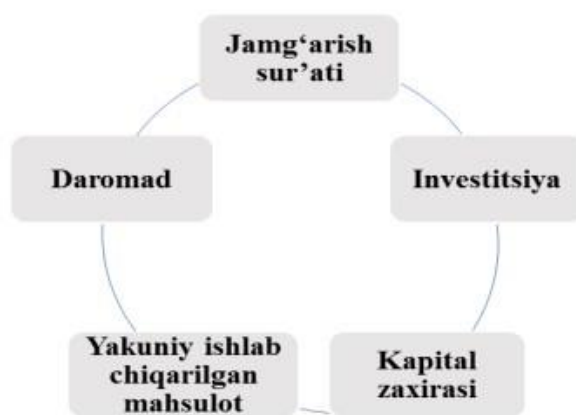 Jamg‘arish
sur’ati
Daromad
Investitsiya
Yakuniy ishlab
chiqarilgan
mahsulot
Kapital
zaxirasi